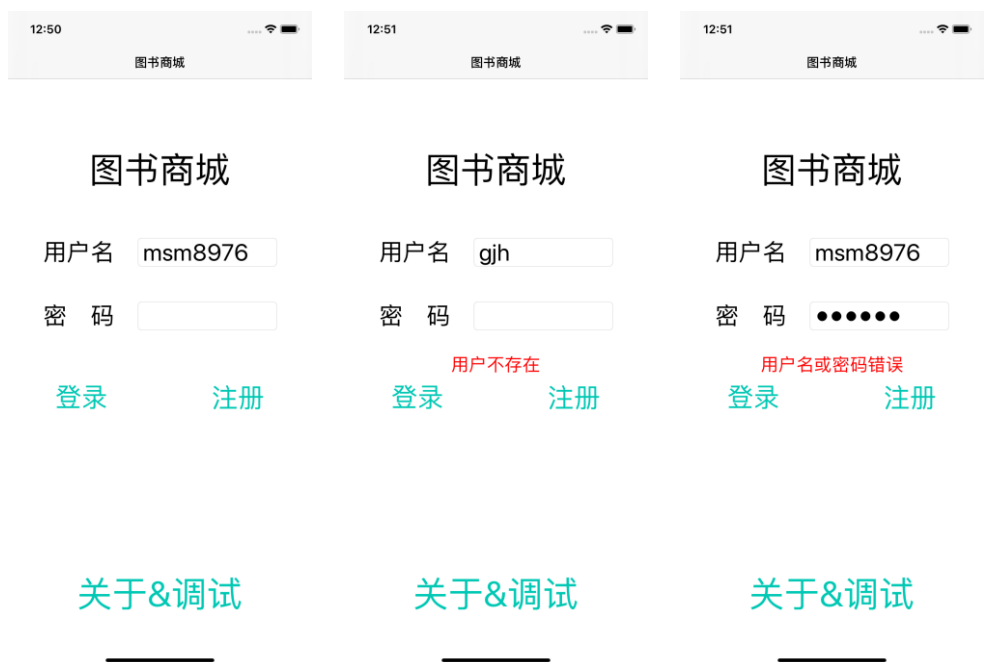 12:50
图书商城
图书商城
用户名 msm8976
密 码
登录 注册
关于&调试
12:51
图书商城
图书商城
用户名 gjh
密 码
用户不存在
登录 注册
关于&调试
12:51
图书商城
图书商城
用户名 msm8976
密 码 ●●●●●●
用户名或密码错误
登录 注册
关于&调试